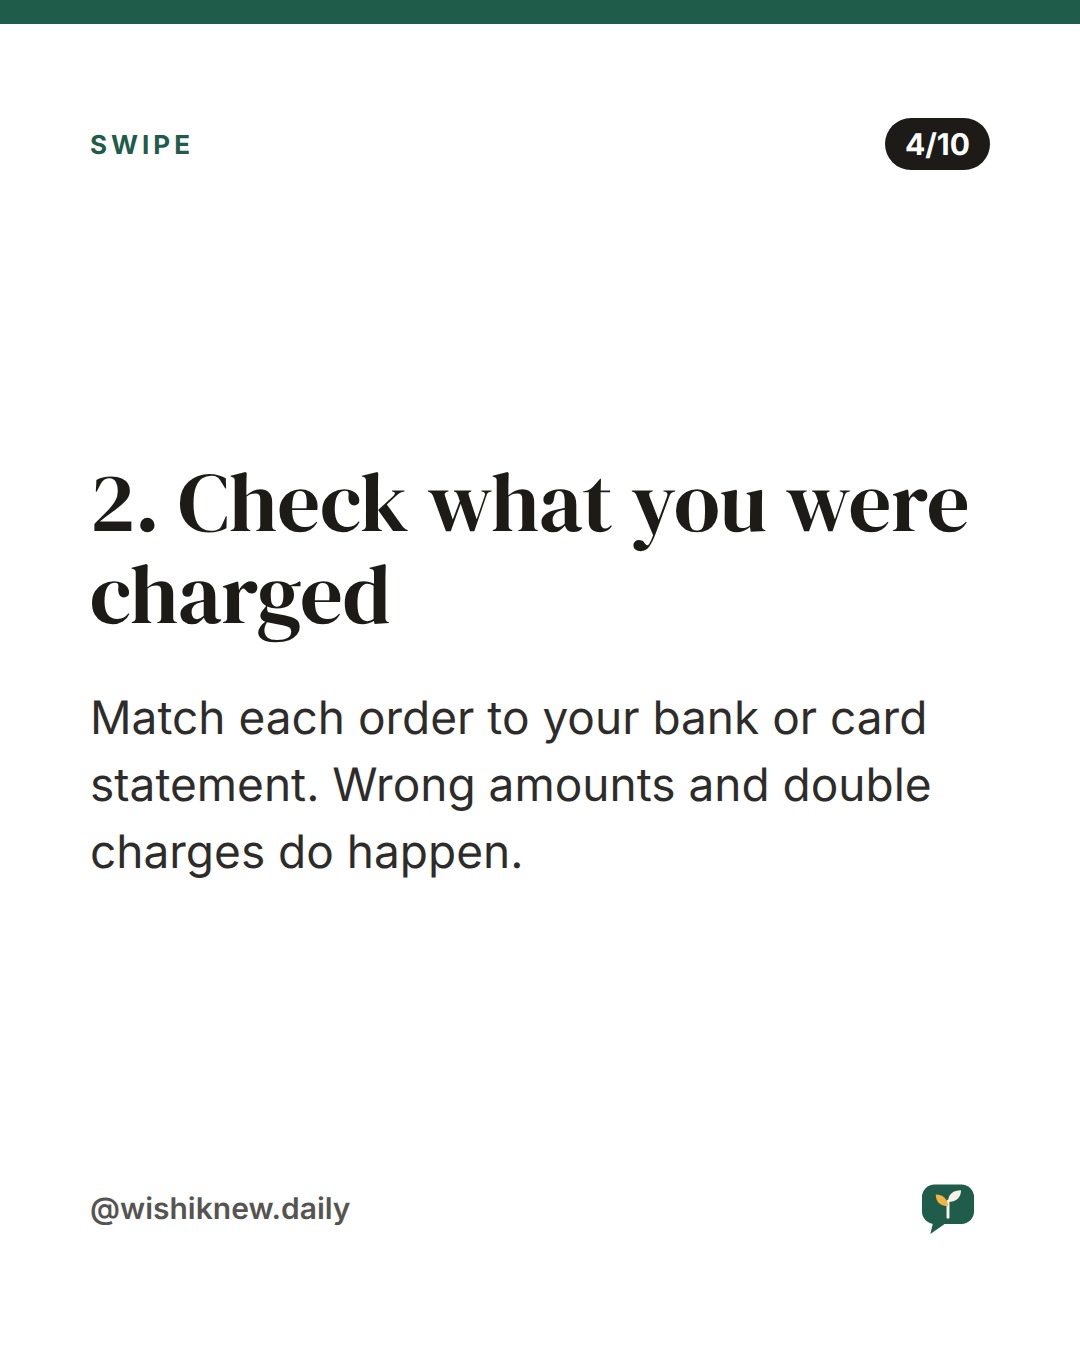 SWIPE
4/10
2. Check what you were
charged
Match each order to your bank or card
statement. Wrong amounts and double
charges do happen.
@wishiknew.daily